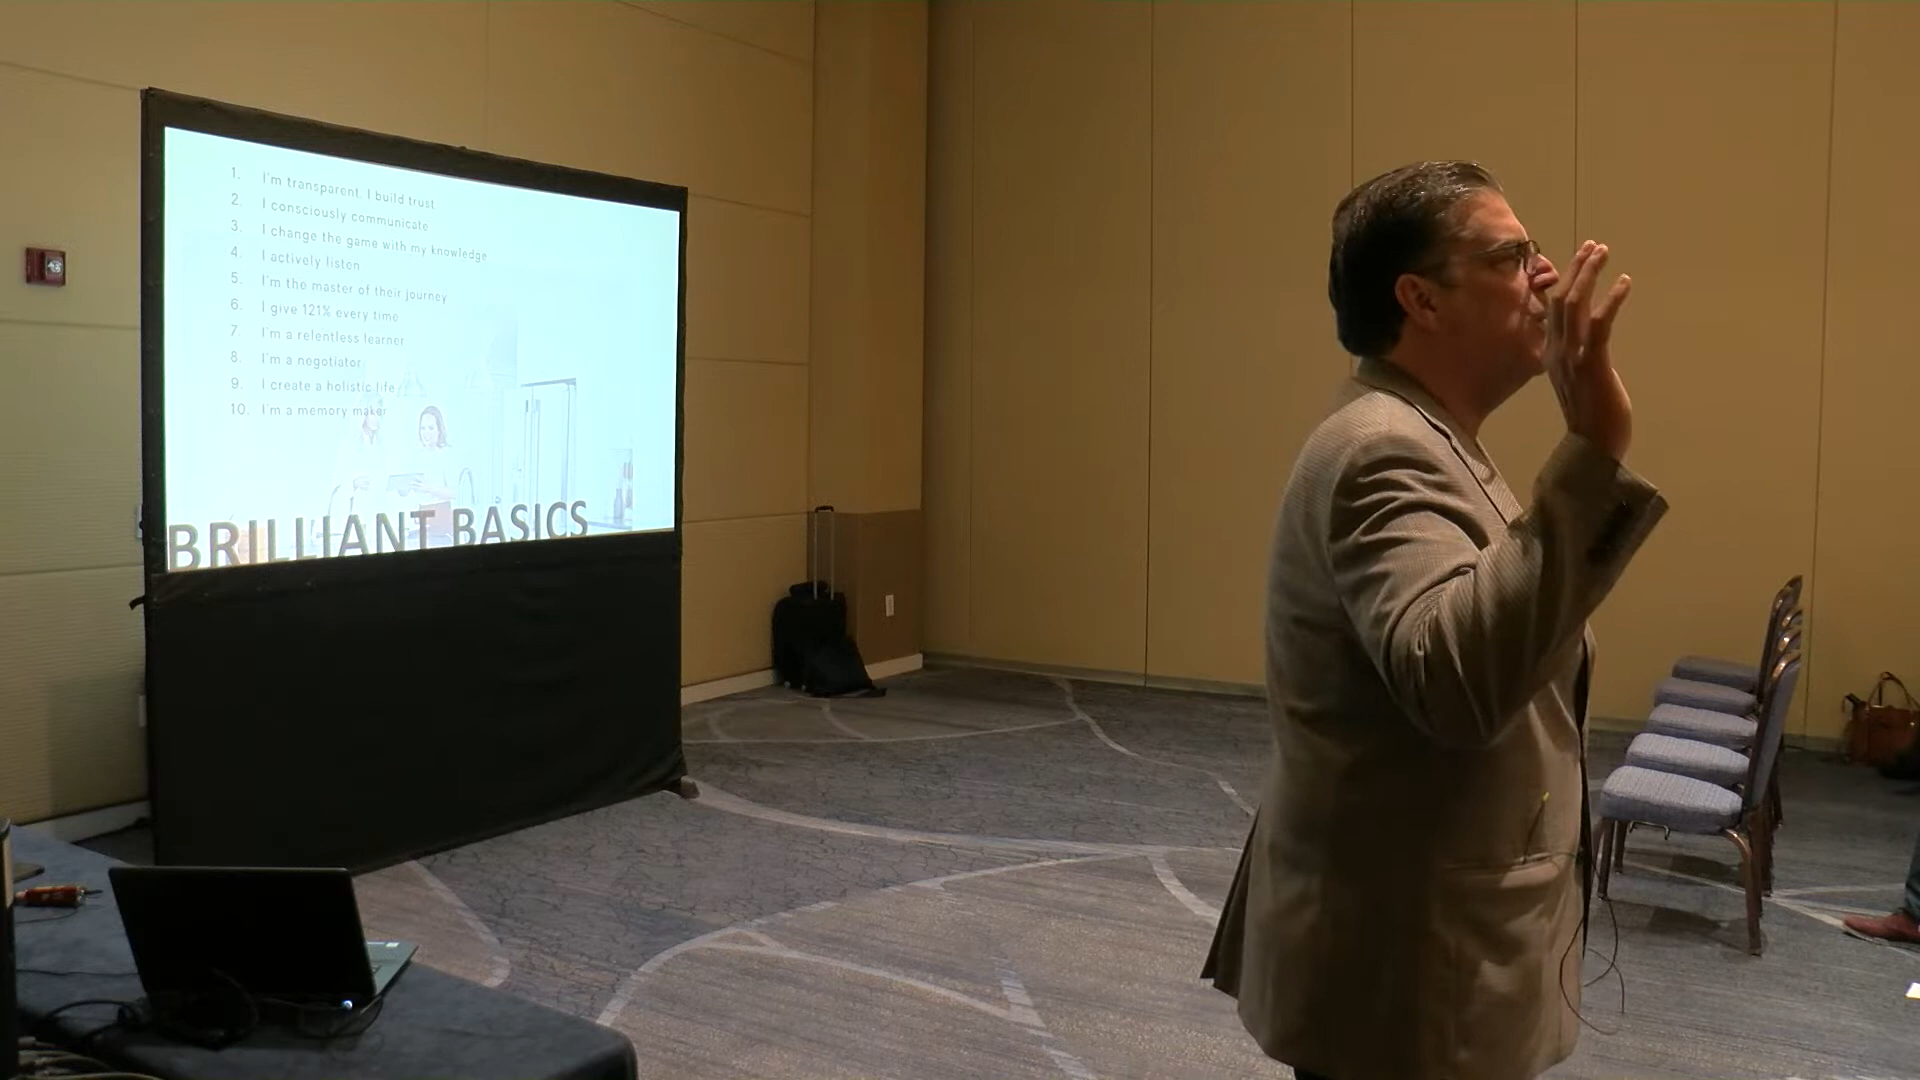 1. I'm transparent. I build trust
2. I consciously communicate
3. I change the game with my knowledge
4. I actively listen
5. I'm the master of their journey
6. I give 121% every time
7. I'm a relentless learner
8. I'm a negotiator
9. I create a holistic life
10. I'm a memory maker
BRILLIANT BASICS